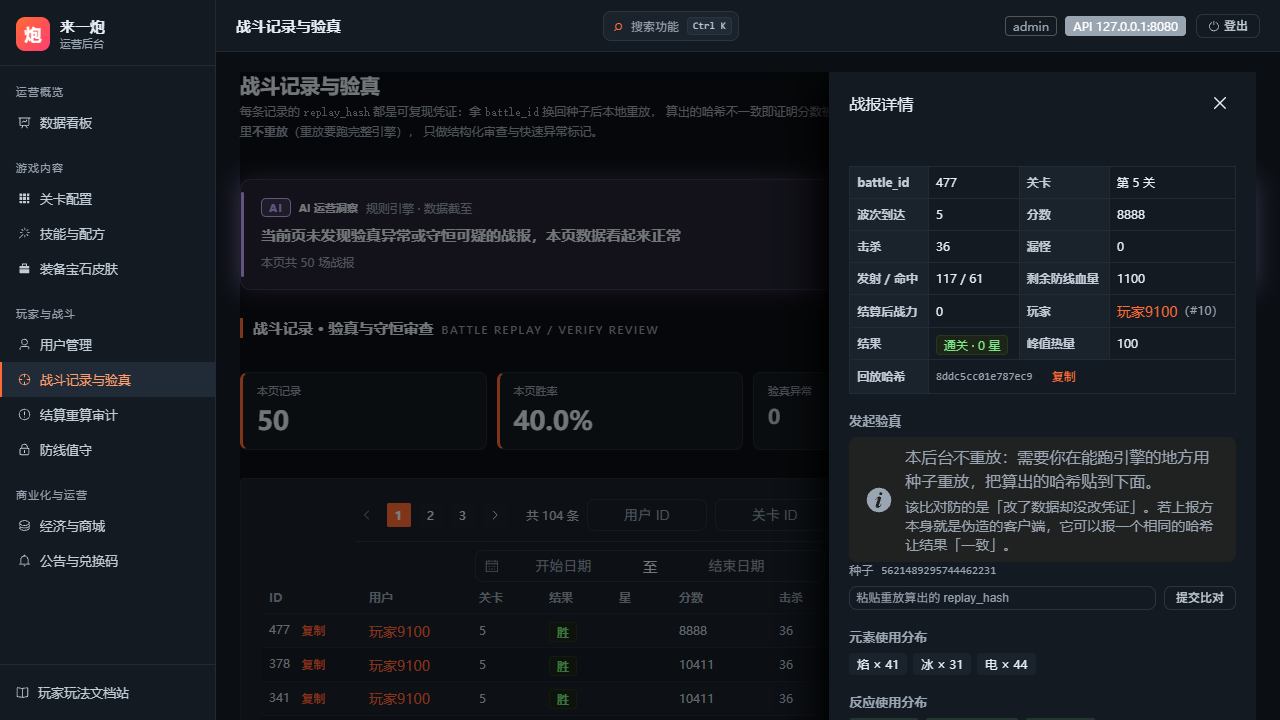 炮
来一炮
运营后台
战斗记录与验真
搜索功能 Ctrl K
admin
API 127.0.0.1:8080
登出
运营概览
数据看板
游戏内容
关卡配置
技能与配方
装备宝石皮肤
玩家与战斗
用户管理
战斗记录与验真
结算重算审计
防线值守
商业化与运营
经济与商城
公告与兑换码
玩家玩法文档站
战斗记录与验真
每条记录的 replay_hash 都是可复现凭证：拿 battle_id 换回种子后本地重放， 算出的哈希不一致即证明分数被
里不重放（重放要跑完整引擎）， 只做结构化审查与快速异常标记。
AI AI 运营洞察 规则引擎 · 数据截至
当前页未发现验真异常或守恒可疑的战报，本页数据看起来正常
本页共 50 场战报
战斗记录 • 验真与守恒审查 BATTLE REPLAY / VERIFY REVIEW
本页记录
50
本页胜率
40.0%
验真异常
0
1 2 3 共 104 条 用户 ID 关卡 ID
开始日期 至 结束日期
ID 用户 关卡 结果 星 分数 击杀
477 复制 玩家9100 5 胜 8888 36
378 复制 玩家9100 5 胜 10411 36
341 复制 玩家9100 5 胜 10411 36
战报详情
battle_id 477 关卡 第 5 关
波次到达 5 分数 8888
击杀 36 漏怪 0
发射 / 命中 117 / 61 剩余防线血量 1100
结算后战力 0 玩家 玩家9100 (#10)
结果 通关 · 0 星 峰值热量 100
回放哈希 8ddc5cc01e787ec9 复制
发起验真
本后台不重放：需要你在能跑引擎的地方用
种子重放，把算出的哈希贴到下面。
该比对防的是「改了数据却没改凭证」。若上报方
本身就是伪造的客户端，它可以报一个相同的哈希
让结果「一致」。
种子 5621489295744462231
粘贴重放算出的 replay_hash 提交比对
元素使用分布
焰 × 41 冰 × 31 电 × 44
反应使用分布